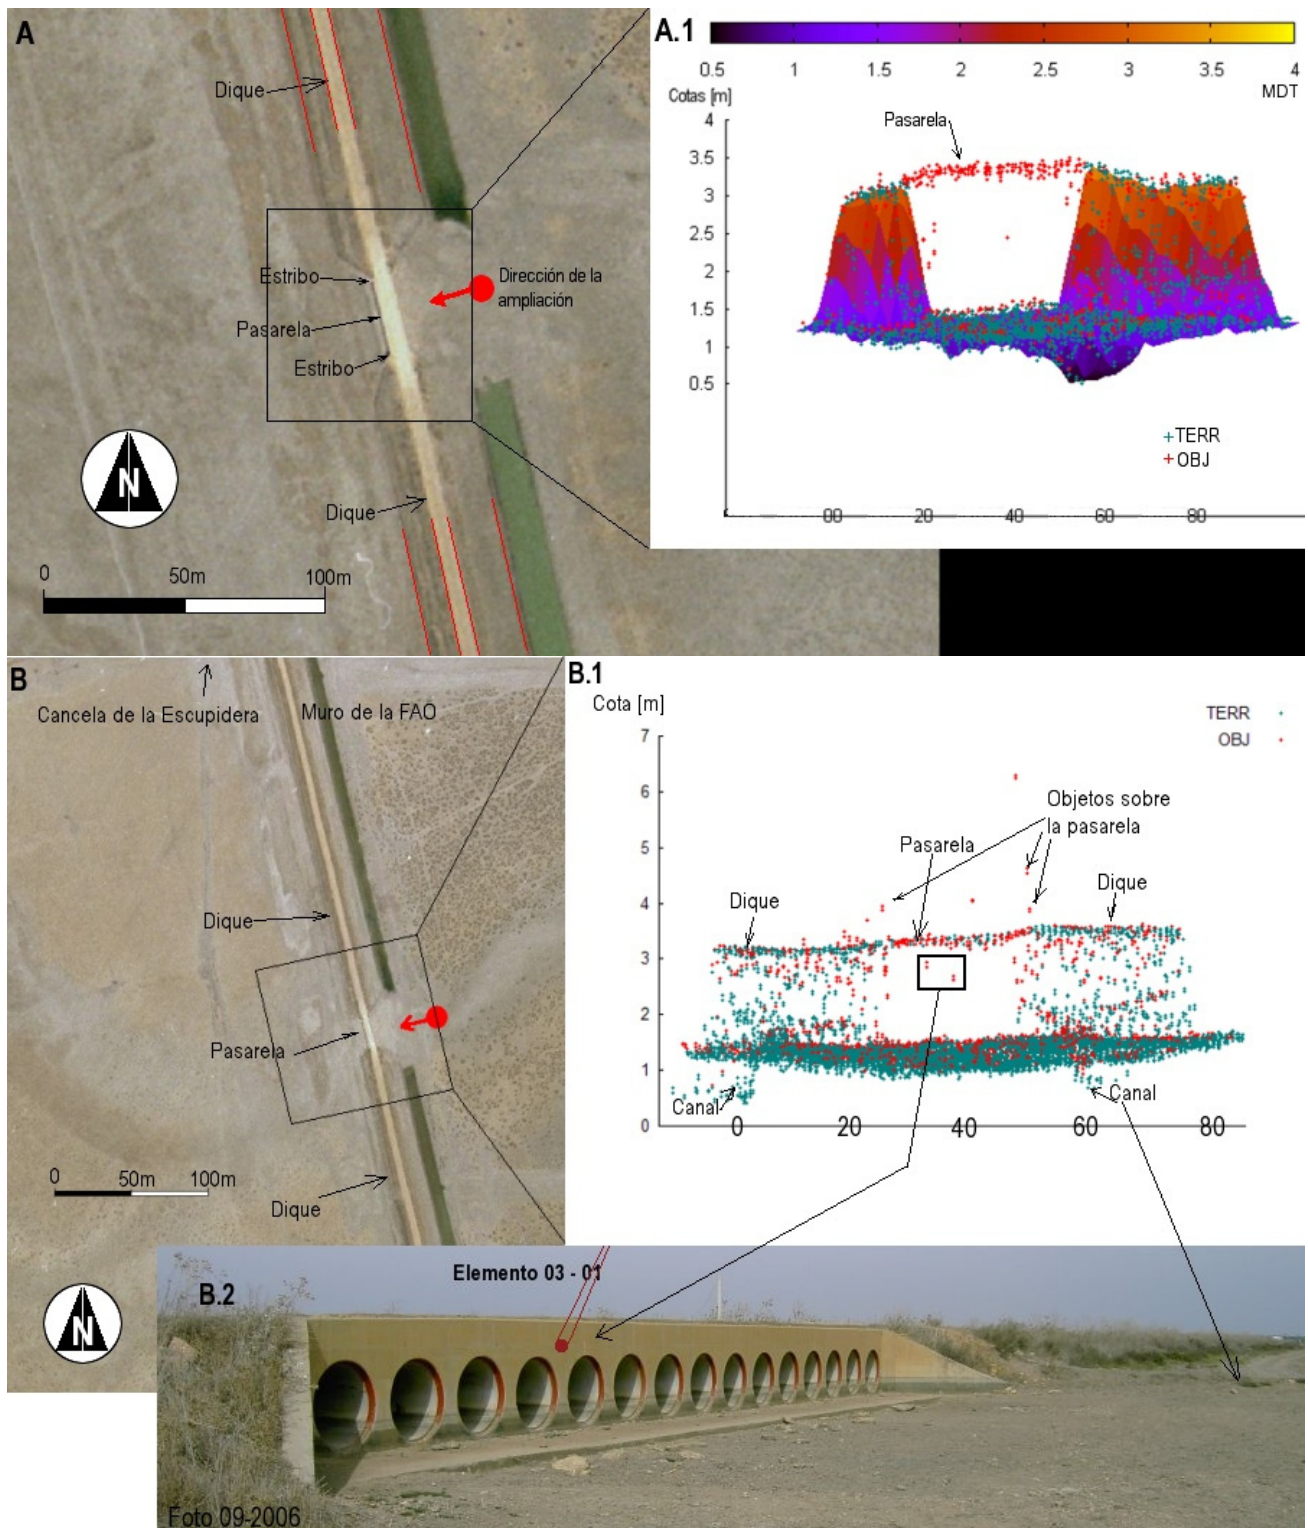 A
Dique
Estribo
Pasarela
Estribo
Dirección de la
ampliación
Dique
N
0 50m 100m
A.1
0.5 1 1.5 2 2.5 3 3.5 4
MDT
Cotas [m]
Pasarela
4
3.5
3
2.5
2
1.5
1
0.5
+TERR
+OBJ
00 20 40 60 80
B
Cancela de la Escupidera
Muro de la FAO
Dique
Pasarela
0 50m 100m
Dique
N
B.1
Cota [m]
TERR
OBJ
7
6
5
4
3
2
1
0
Objetos sobre
la pasarela
Pasarela
Dique
Dique
Canal
Canal
0 20 40 60 80
B.2
Elemento 03 - 01
Foto 09-2006